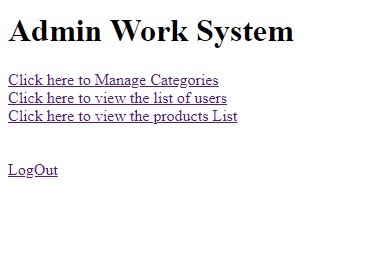 Admin Work System
Click here to Manage Categories
Click here to view the list of users
Click here to view the products List
LogOut